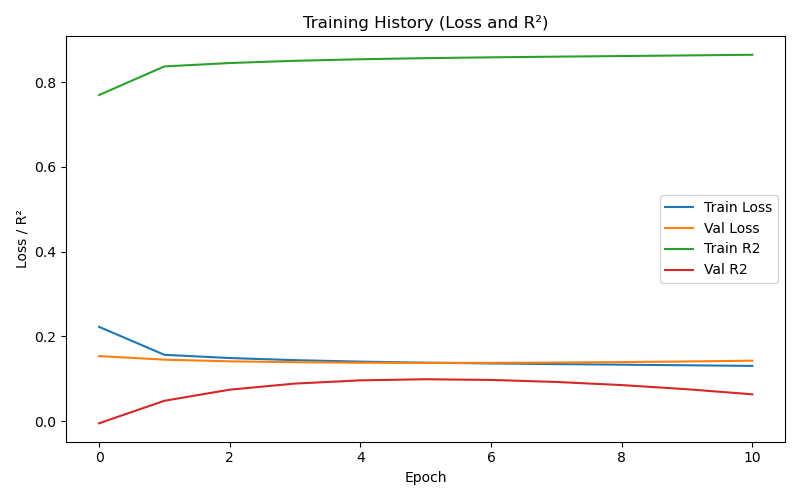 Training History (Loss and R²)
Loss / R²
0.8
0.6
0.4
0.2
0.0
Train Loss
Val Loss
Train R2
Val R2
0 2 4 6 8 10
Epoch